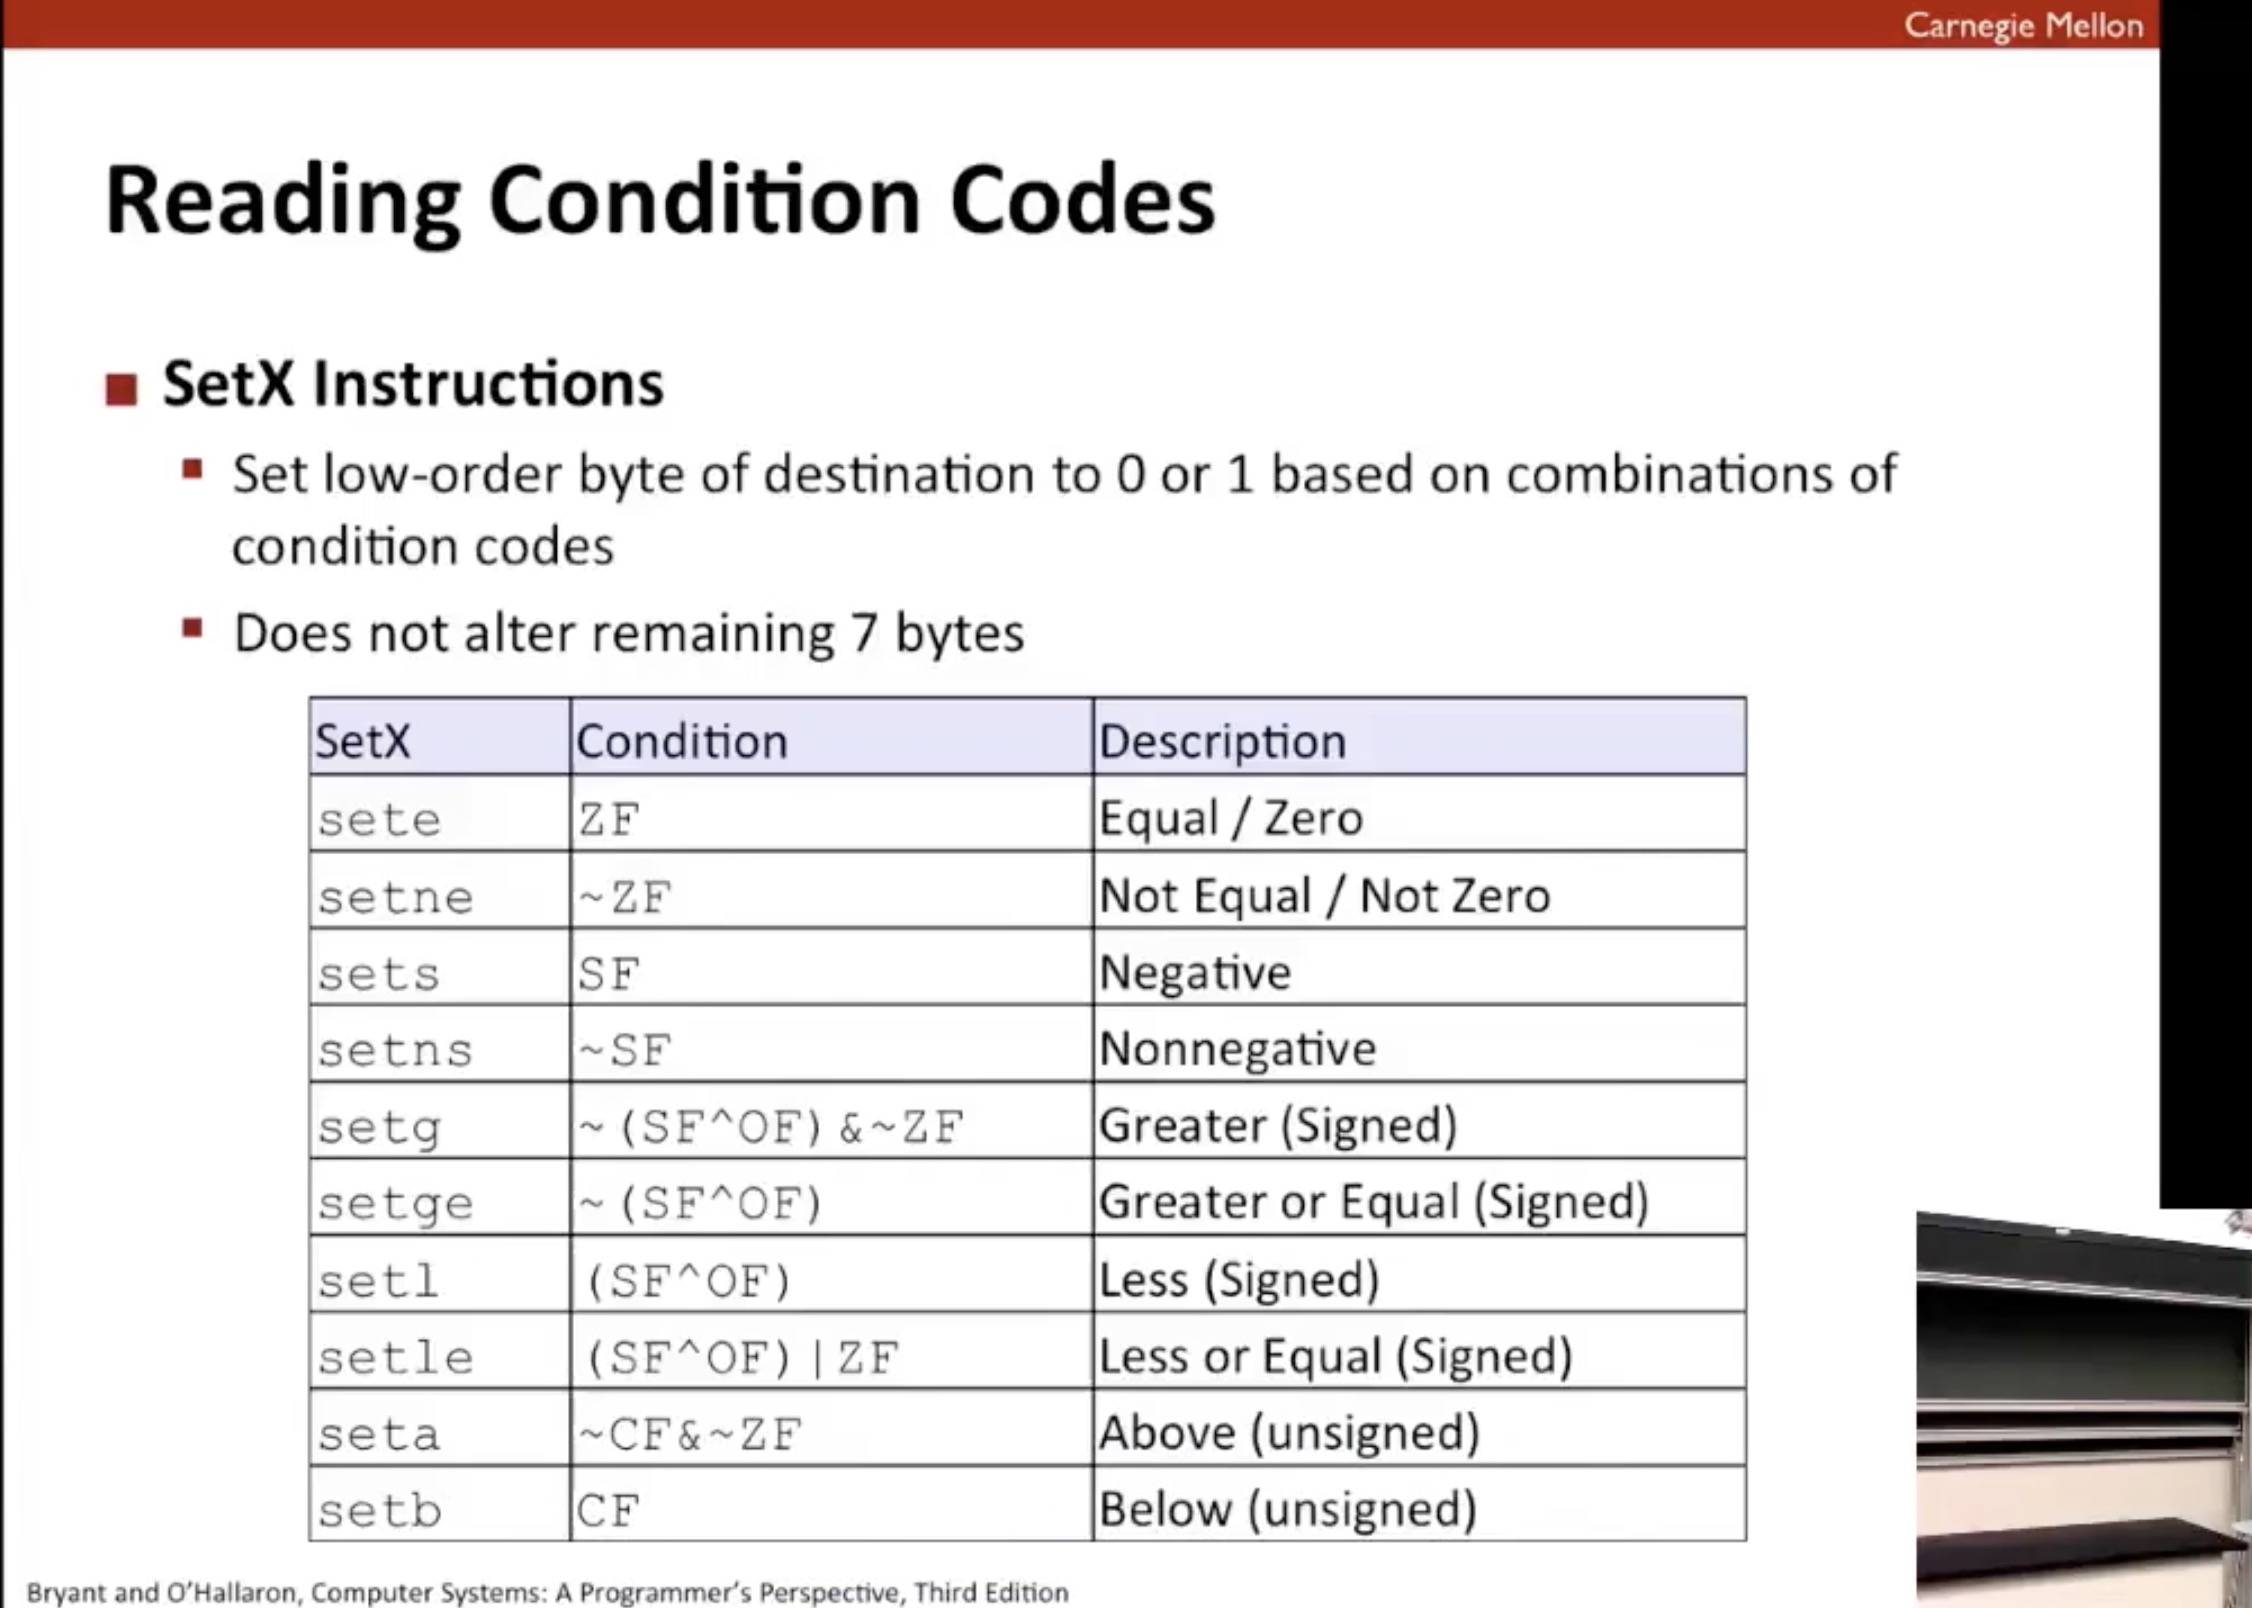 Carnegie Mellon
Reading Condition Codes
SetX Instructions
Set low-order byte of destination to 0 or 1 based on combinations of
condition codes
Does not alter remaining 7 bytes
SetX Condition Description
sete ZF Equal / Zero
setne ~ZF Not Equal / Not Zero
sets SF Negative
setns ~SF Nonnegative
setg ~(SF^OF)&~ZF Greater (Signed)
setge ~(SF^OF) Greater or Equal (Signed)
setl (SF^OF) Less (Signed)
setle (SF^OF)|ZF Less or Equal (Signed)
seta ~CF&~ZF Above (unsigned)
setb CF Below (unsigned)
Bryant and O'Hallaron, Computer Systems: A Programmer's Perspective, Third Edition